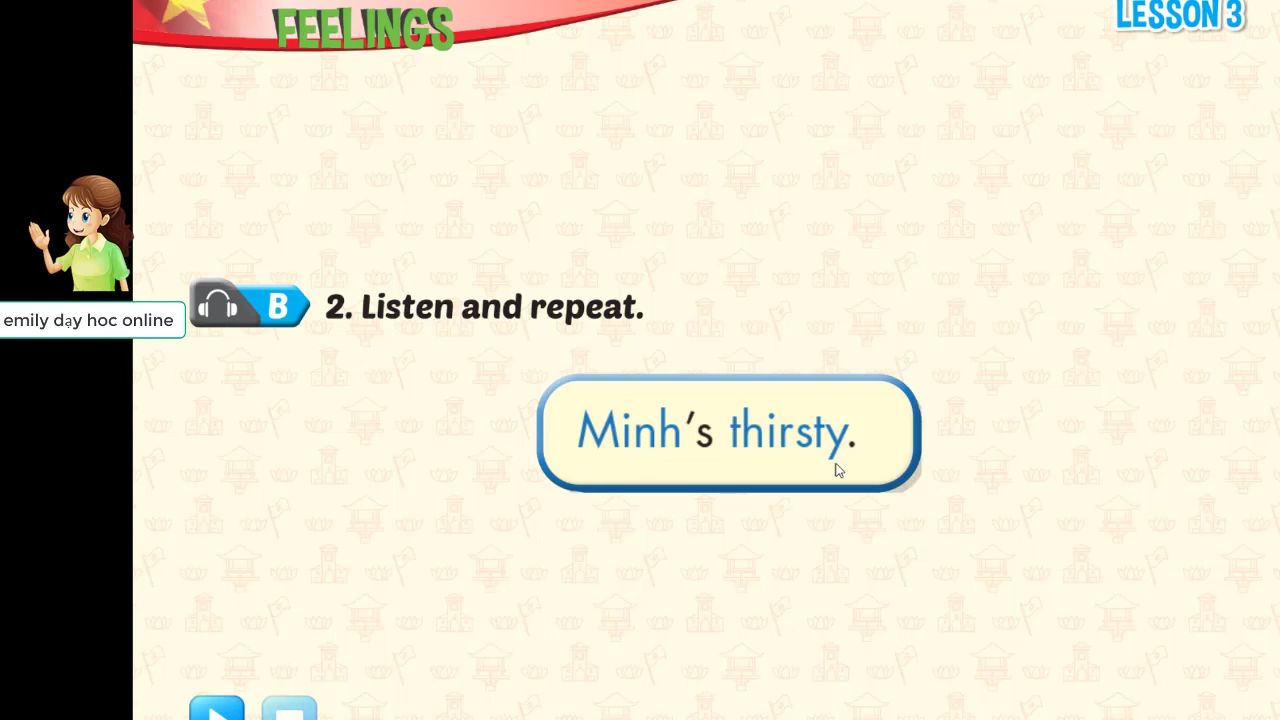 FEELINGS
LESSON 3
B 2. Listen and repeat.
emily dạy hoc online
Minh's thirsty.